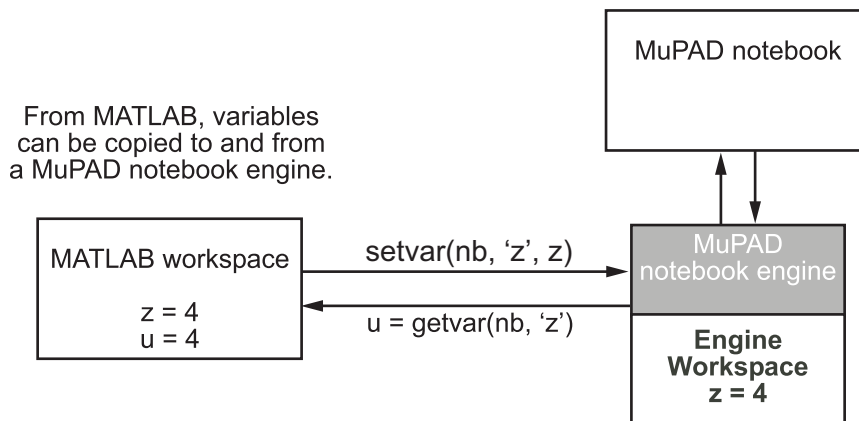 MuPAD notebook
From MATLAB, variables
can be copied to and from
a MuPAD notebook engine.
MATLAB workspace
z = 4
u = 4
setvar(nb, ‘z’, z)
u = getvar(nb, ‘z’)
MuPAD
notebook engine
Engine
Workspace
z = 4